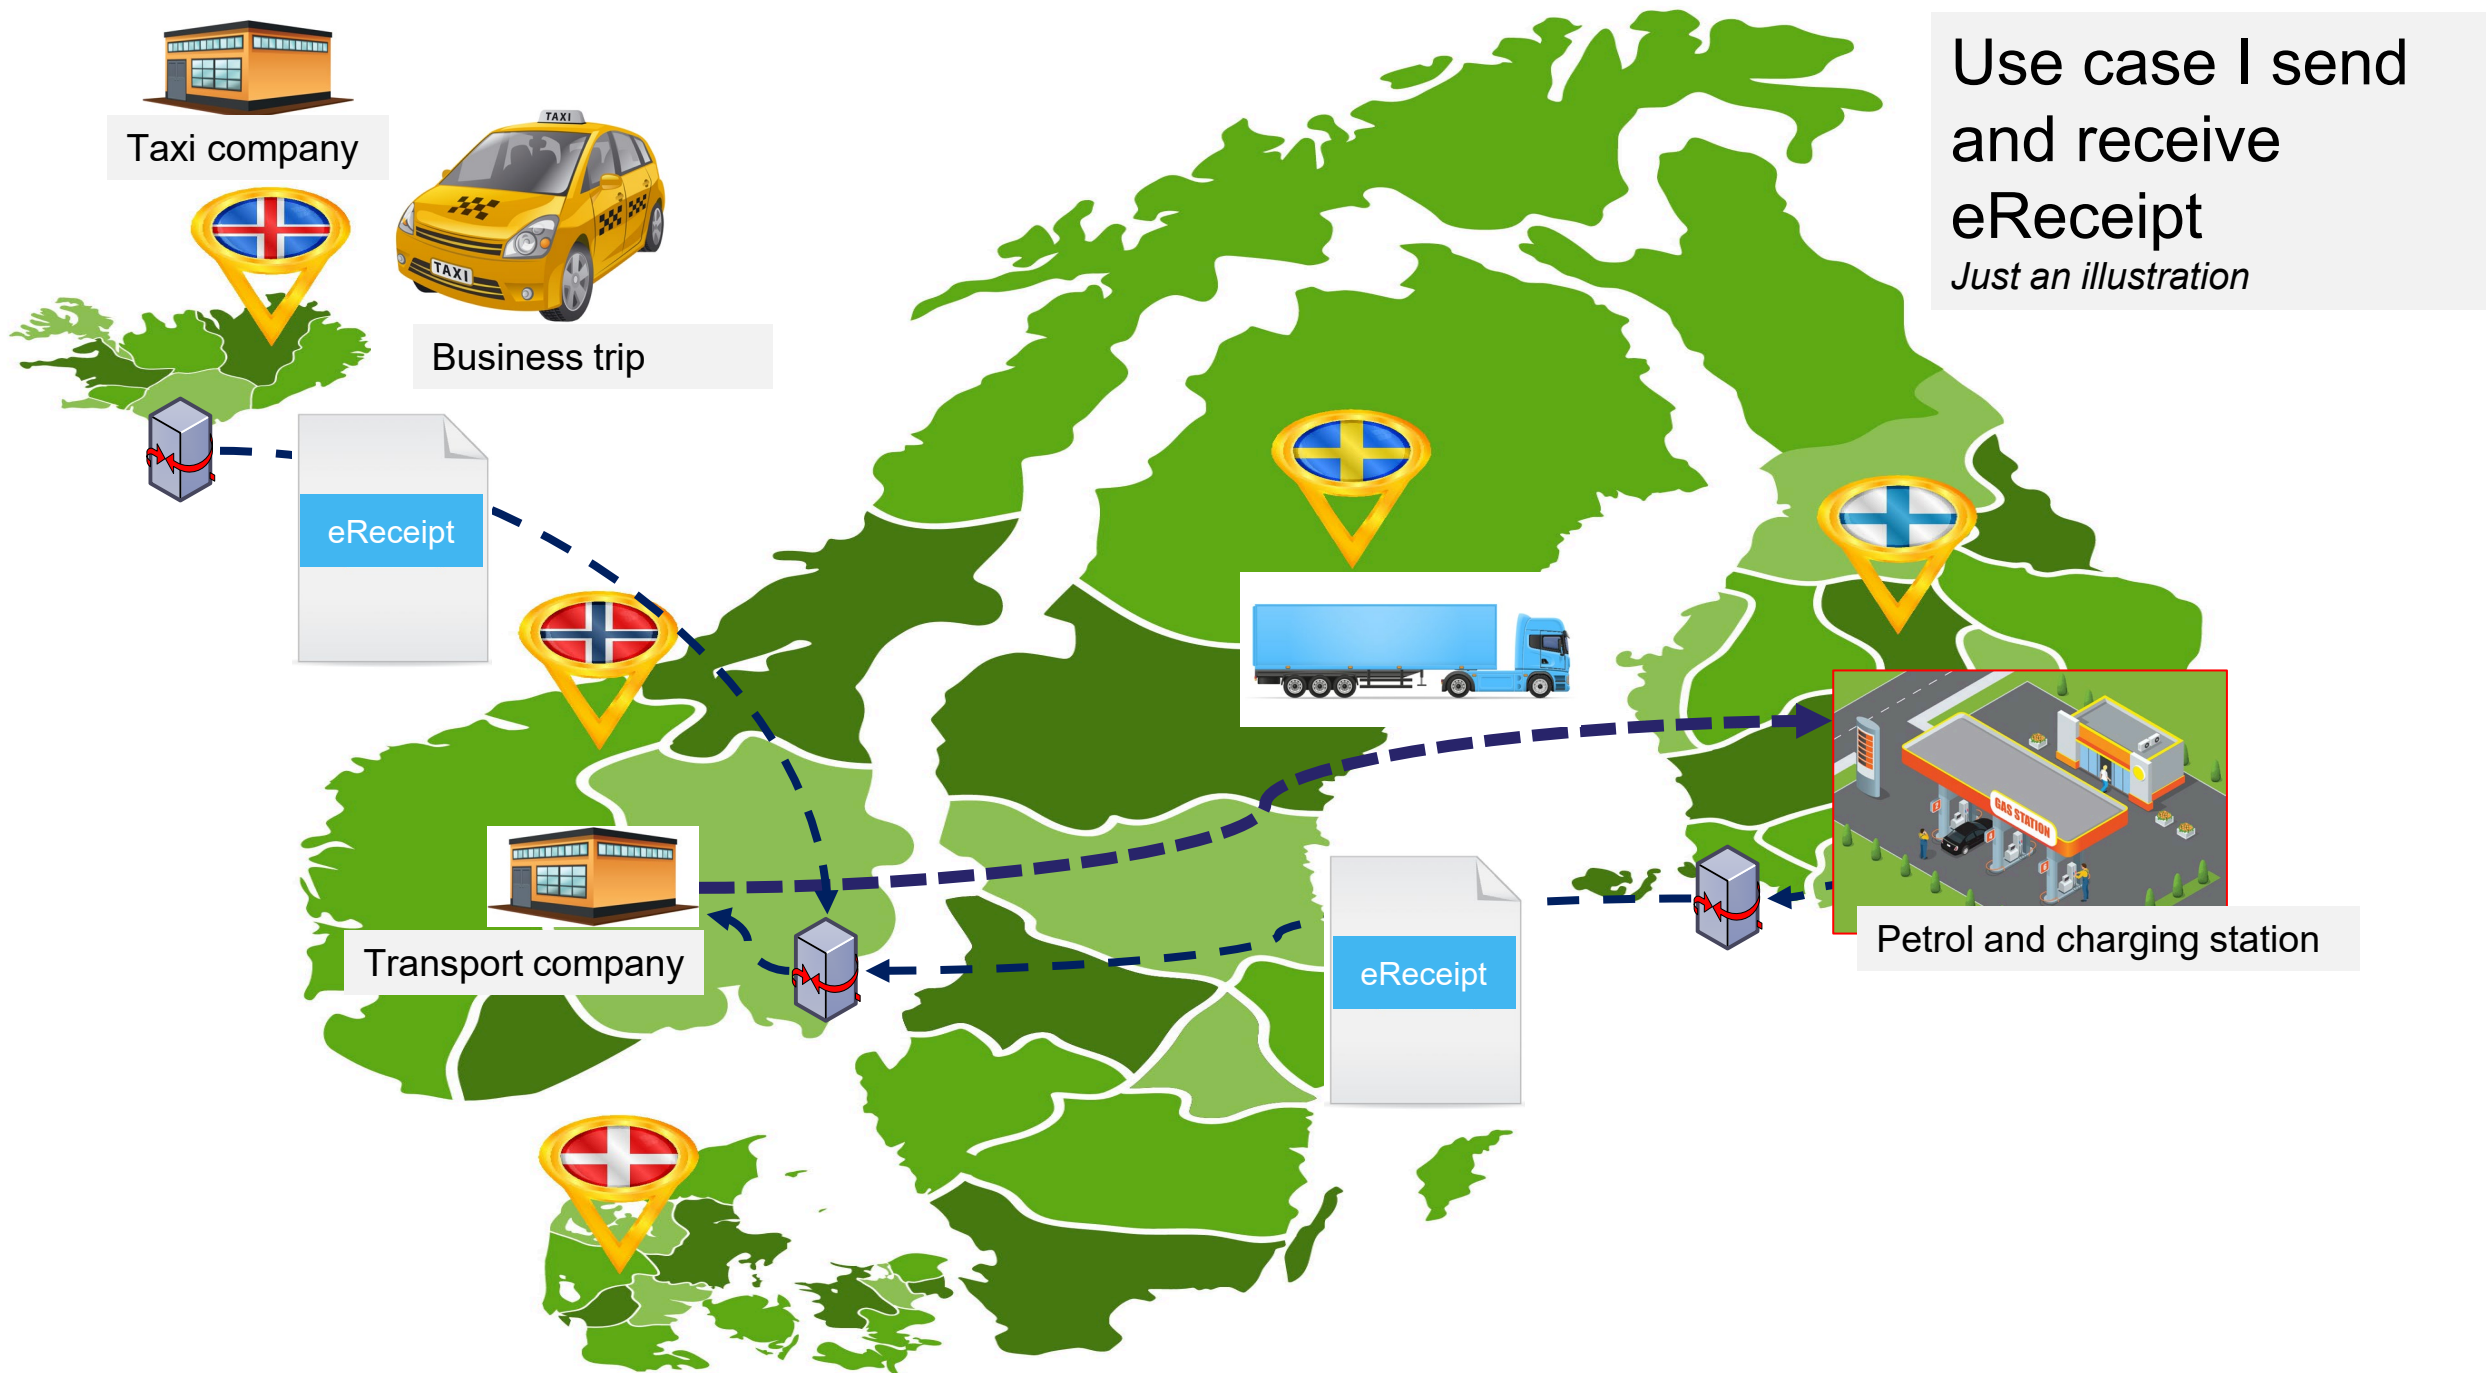 Use case I send
and receive
eReceipt
Just an illustration
Taxi company
TAXI
TAXI
Business trip
eReceipt
Transport company
GAS STATION
eReceipt
Petrol and charging station